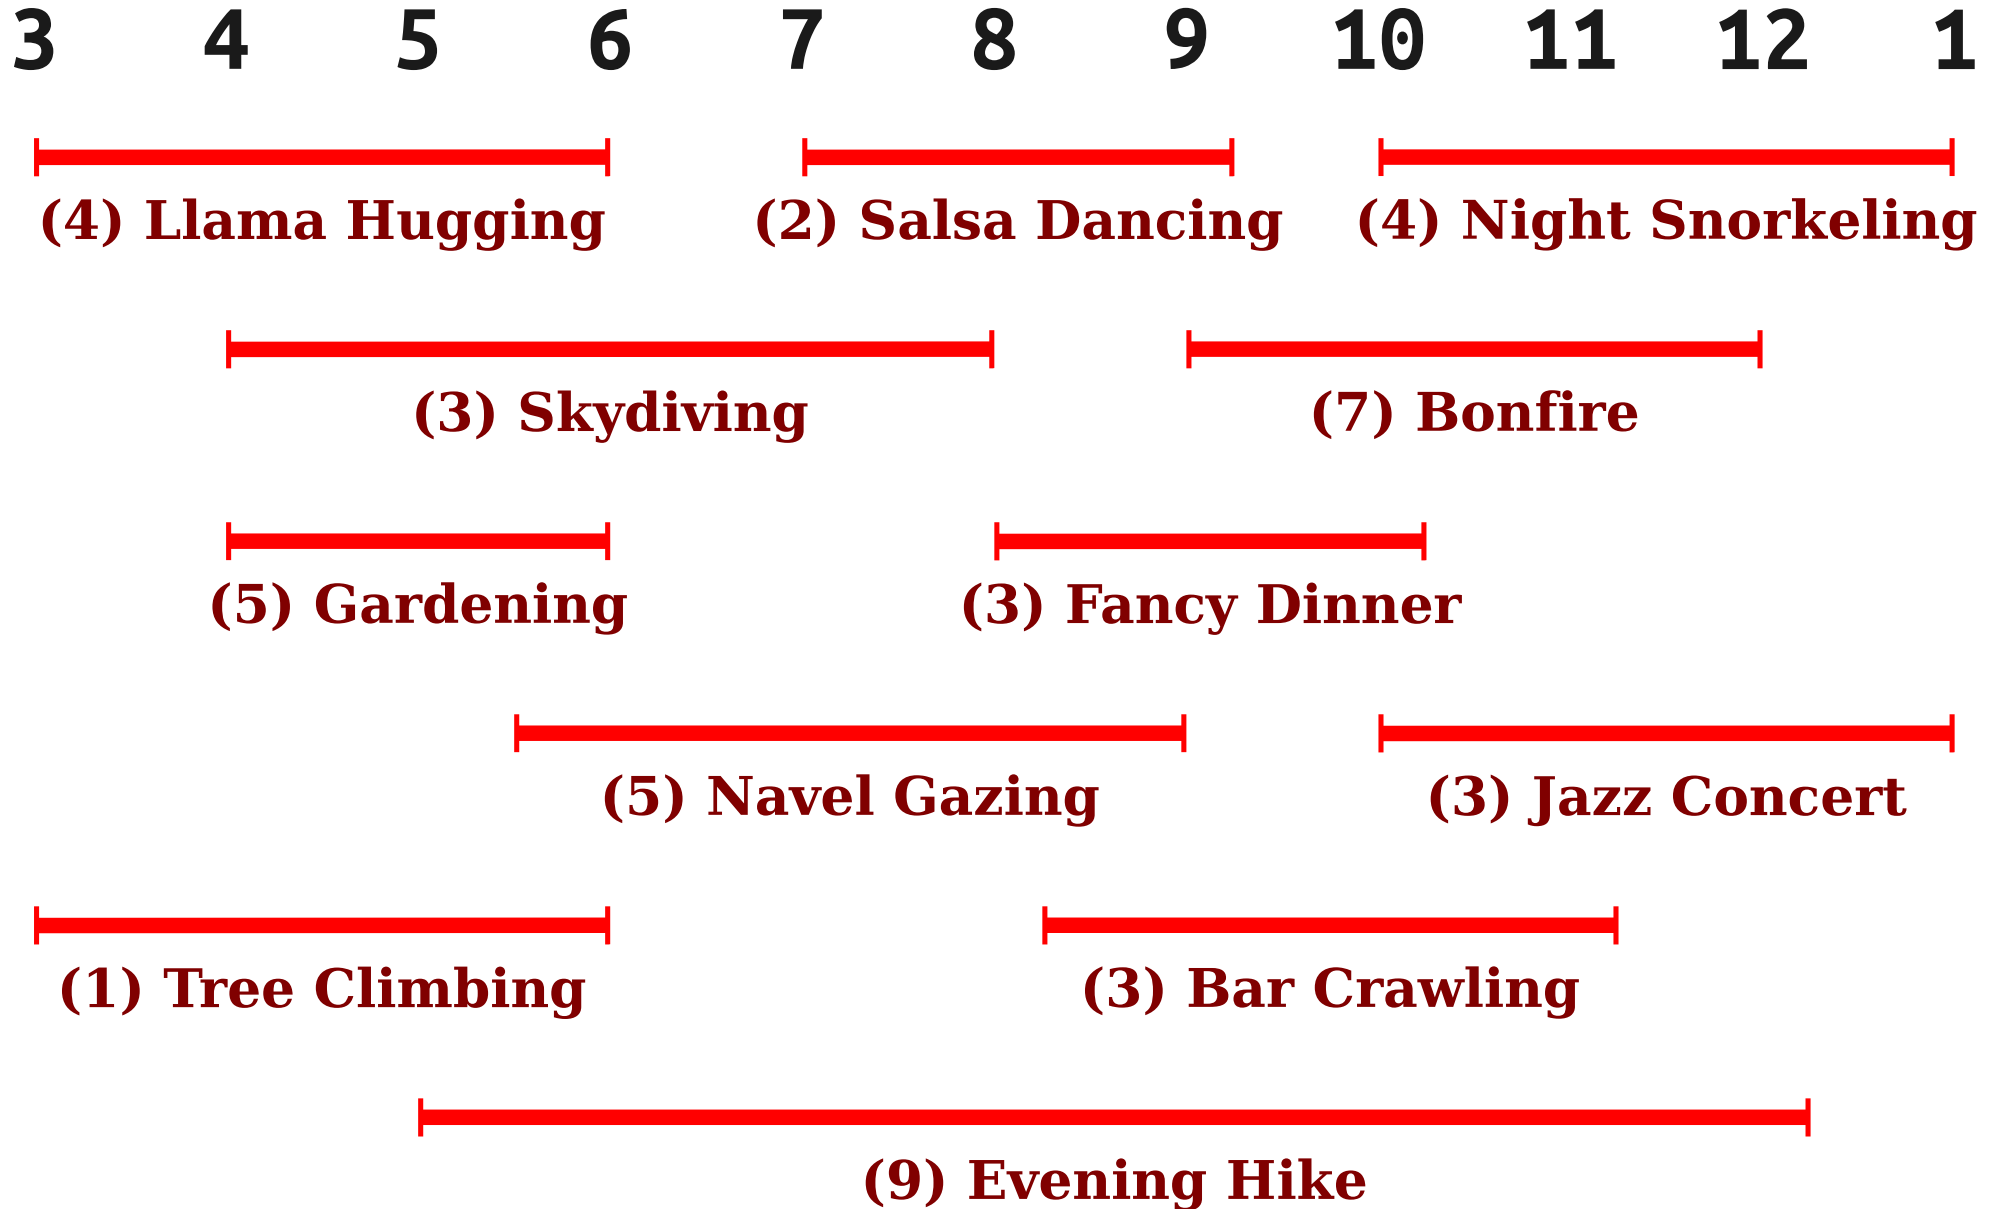 3 4 5 6 7 8 9 10 11 12 1
(4) Llama Hugging (2) Salsa Dancing (4) Night Snorkeling
(3) Skydiving (7) Bonfire
(5) Gardening (3) Fancy Dinner
(5) Navel Gazing (3) Jazz Concert
(1) Tree Climbing (3) Bar Crawling
(9) Evening Hike